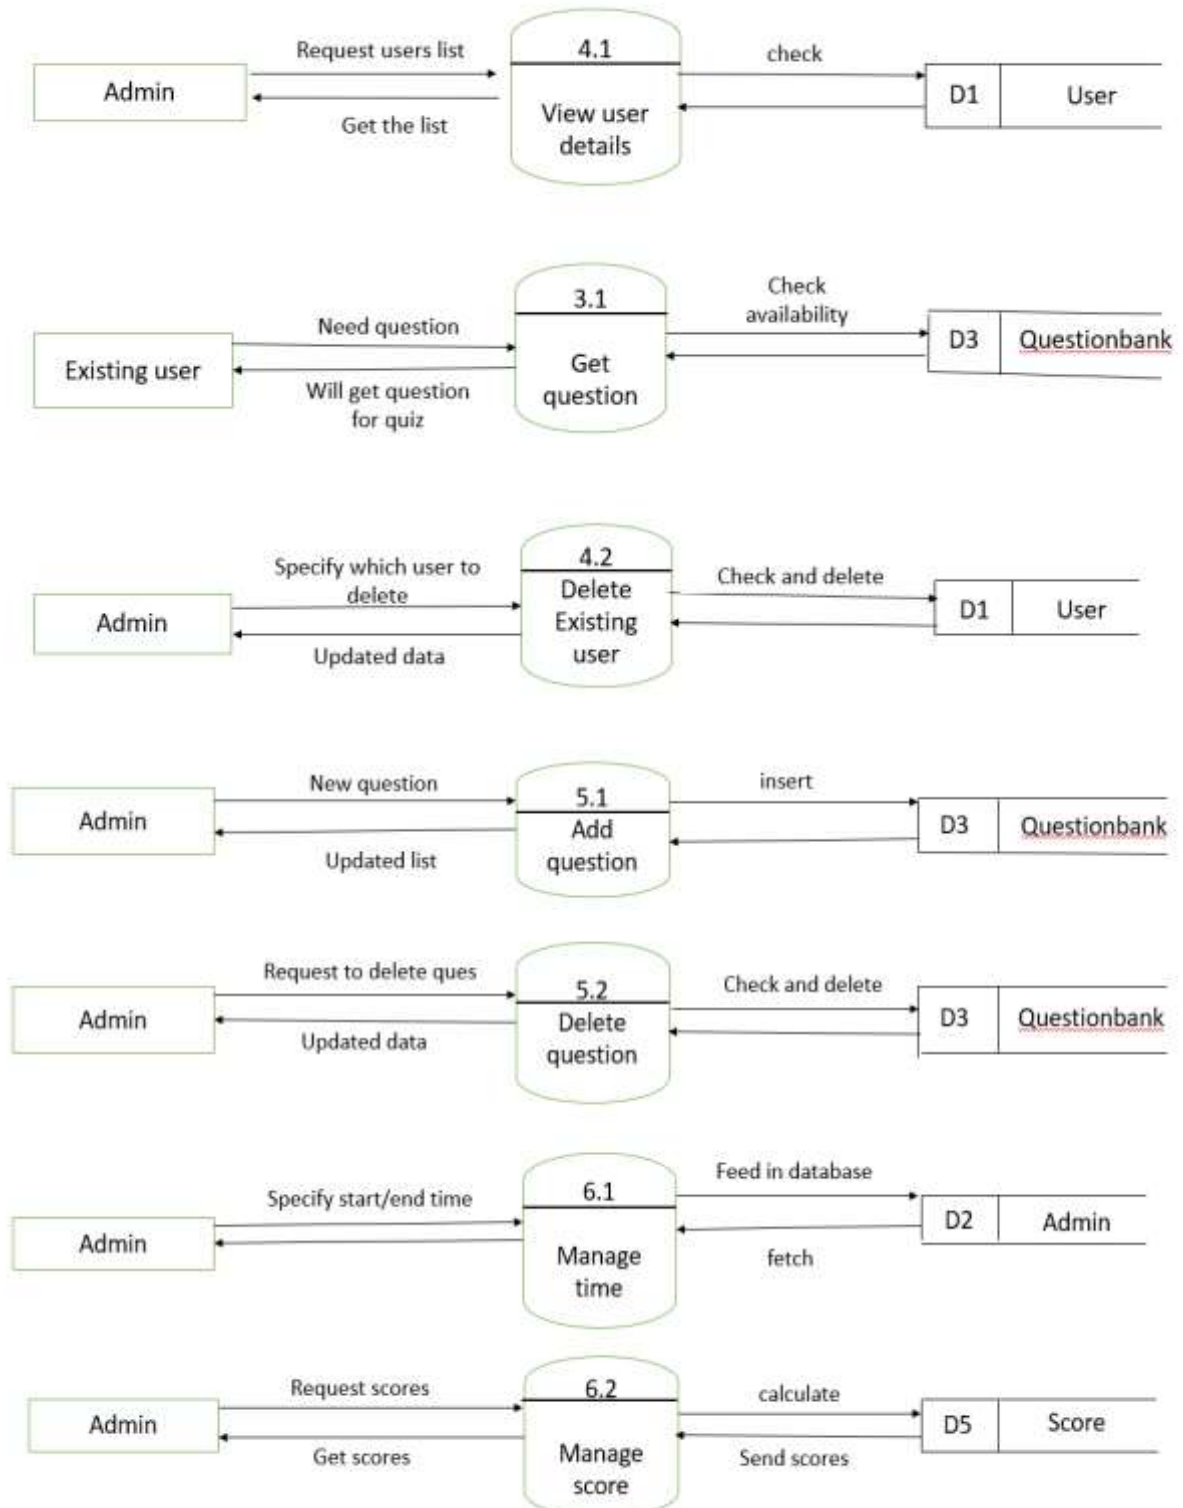 Request users list
4.1
check
Admin
D1
User
Get the list
View user
details
Check
availability
3.1
Need question
D3
Questionbank
Existing user
Get
question
Will get question
for quiz
4.2
Specify which user to
delete
Check and delete
Delete
Existing
user
Admin
D1
User
Updated data
New question
insert
5.1
Admin
Add
question
D3
Questionbank
Updated list
Request to delete ques
5.2
Check and delete
Admin
Delete
question
D3
Questionbank
Updated data
Feed in database
Specify start/end time
6.1
D2
Admin
Admin
Manage
time
fetch
Request scores
6.2
calculate
Admin
D5
Score
Get scores
Manage
score
Send scores